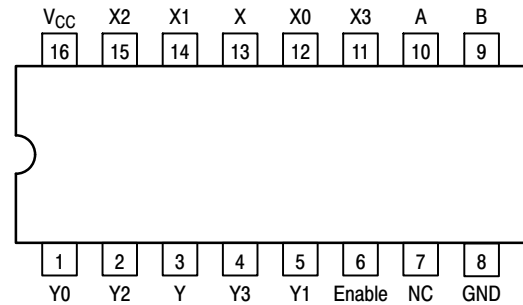 VCC X2 X1 X X0 X3 A B
16 15 14 13 12 11 10 9
1 2 3 4 5 6 7 8
Y0 Y2 Y Y3 Y1 Enable NC GND